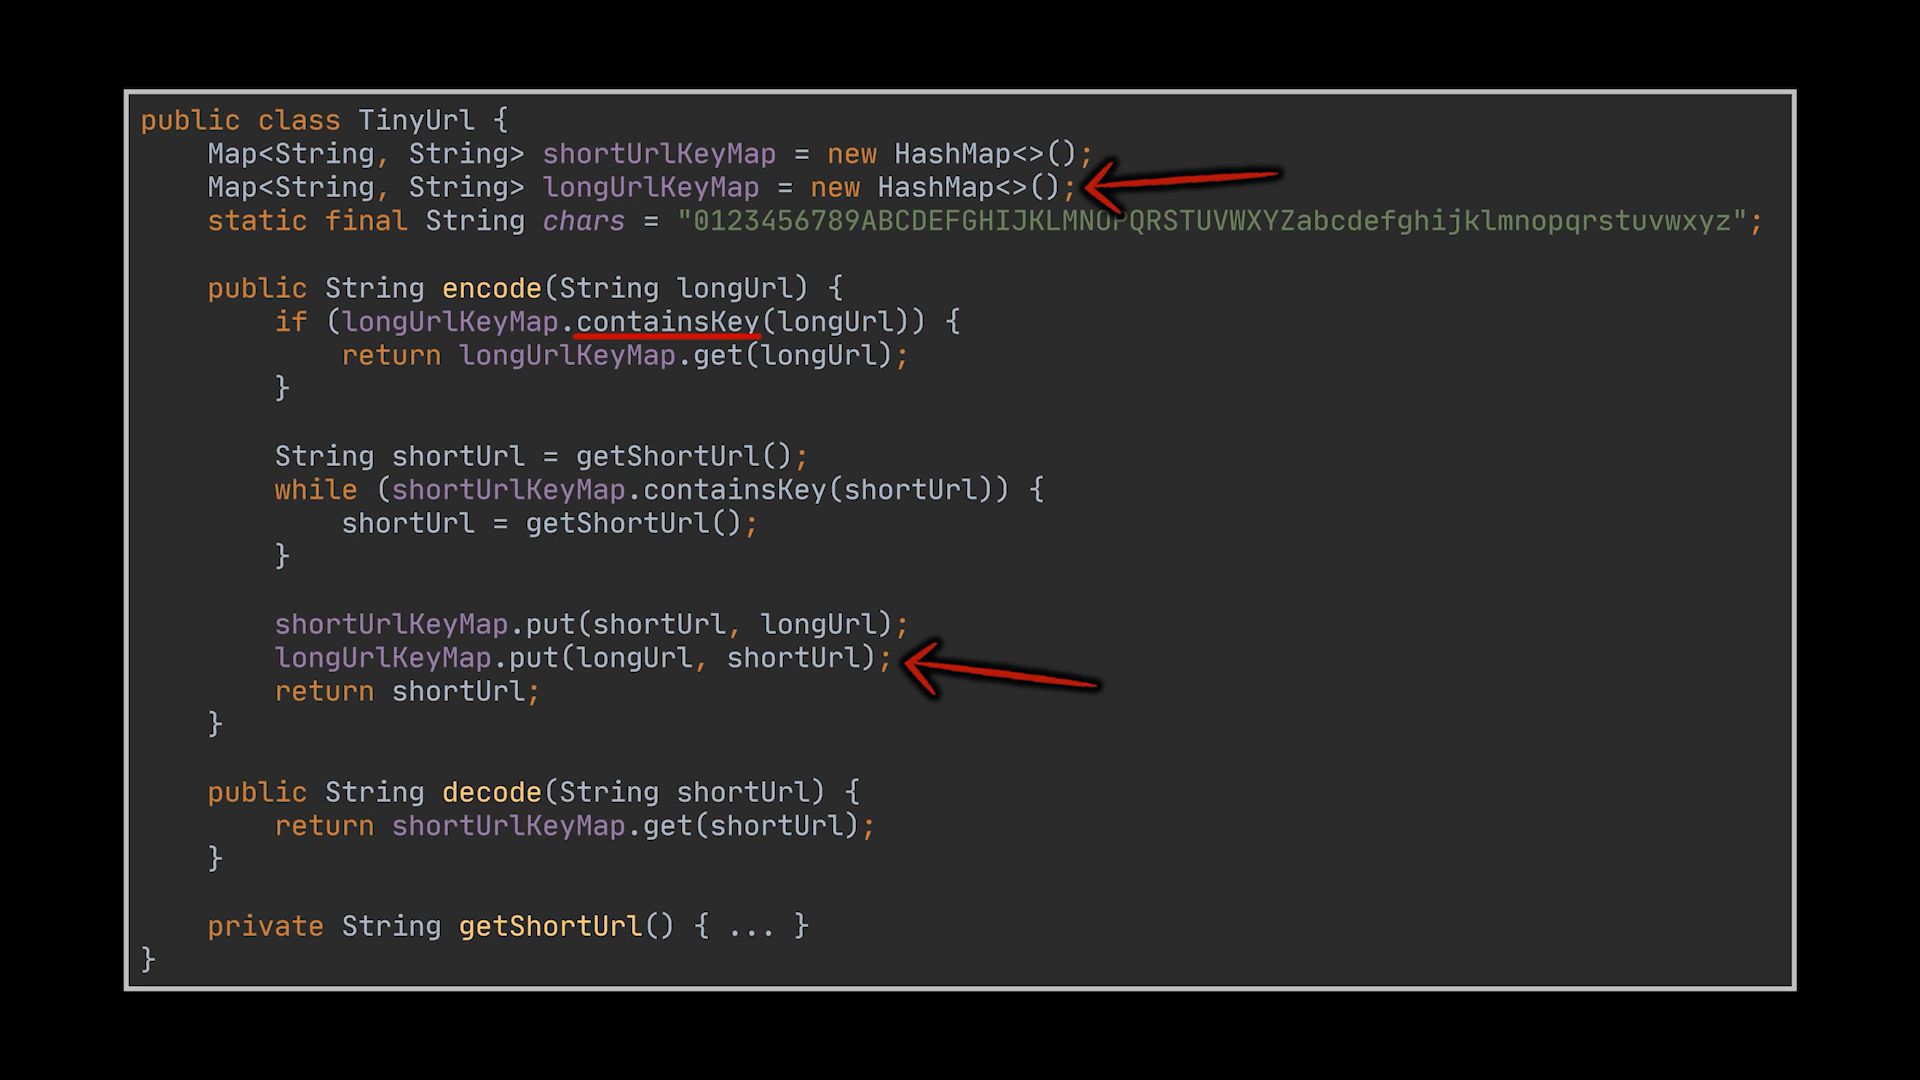 public class TinyUrl {
Map<String, String> shortUrlKeyMap = new HashMap<>();
Map<String, String> longUrlKeyMap = new HashMap<>();
static final String chars = "0123456789ABCDEFGHIJKLMNOPQRSTUVWXYZabcdefghijklmnopqrstuvwxyz";
public String encode(String longUrl) {
if (longUrlKeyMap.containsKey(longUrl)) {
return longUrlKeyMap.get(longUrl);
}
String shortUrl = getShortUrl();
while (shortUrlKeyMap.containsKey(shortUrl)) {
shortUrl = getShortUrl();
}
shortUrlKeyMap.put(shortUrl, longUrl);
longUrlKeyMap.put(longUrl, shortUrl);
return shortUrl;
}
public String decode(String shortUrl) {
return shortUrlKeyMap.get(shortUrl);
}
private String getShortUrl() { ... }
}